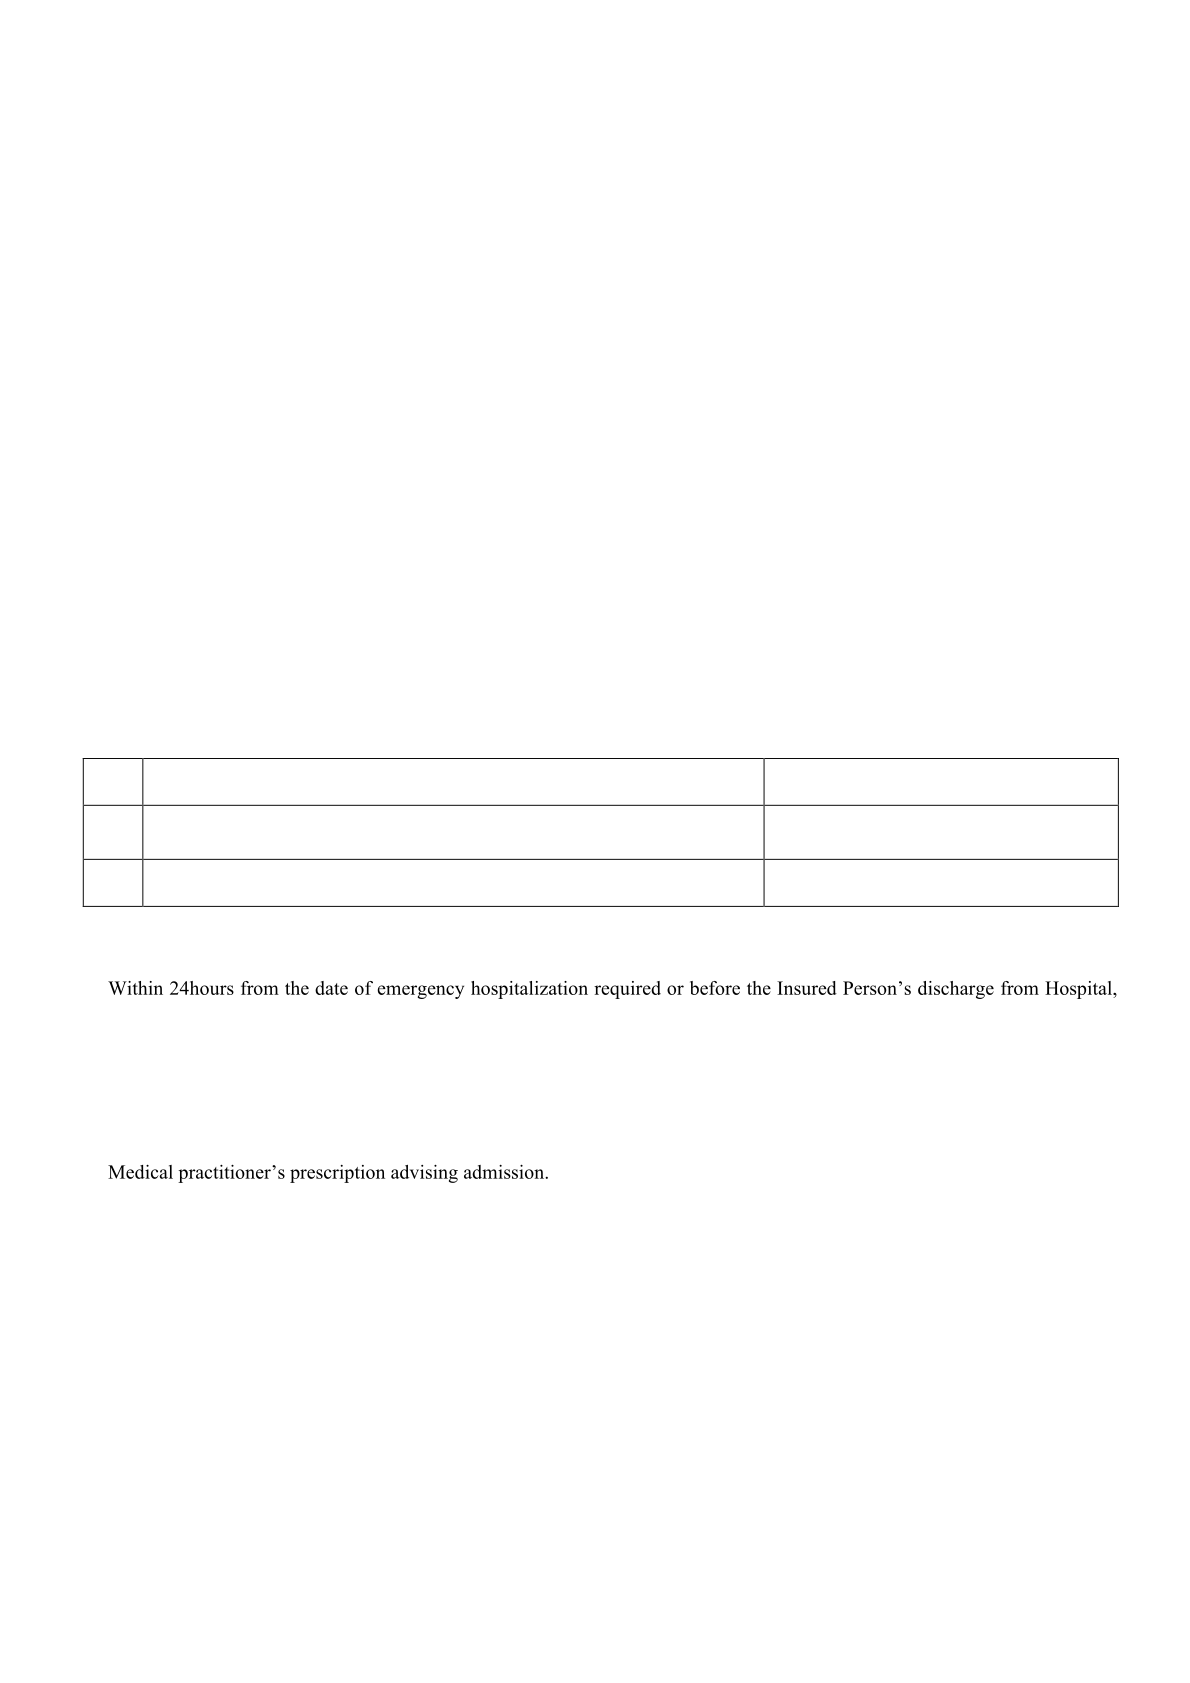 Within 24hours from the date of emergency hospitalization required or before the Insured Person’s discharge from Hospital,
Medical practitioner’s prescription advising admission.